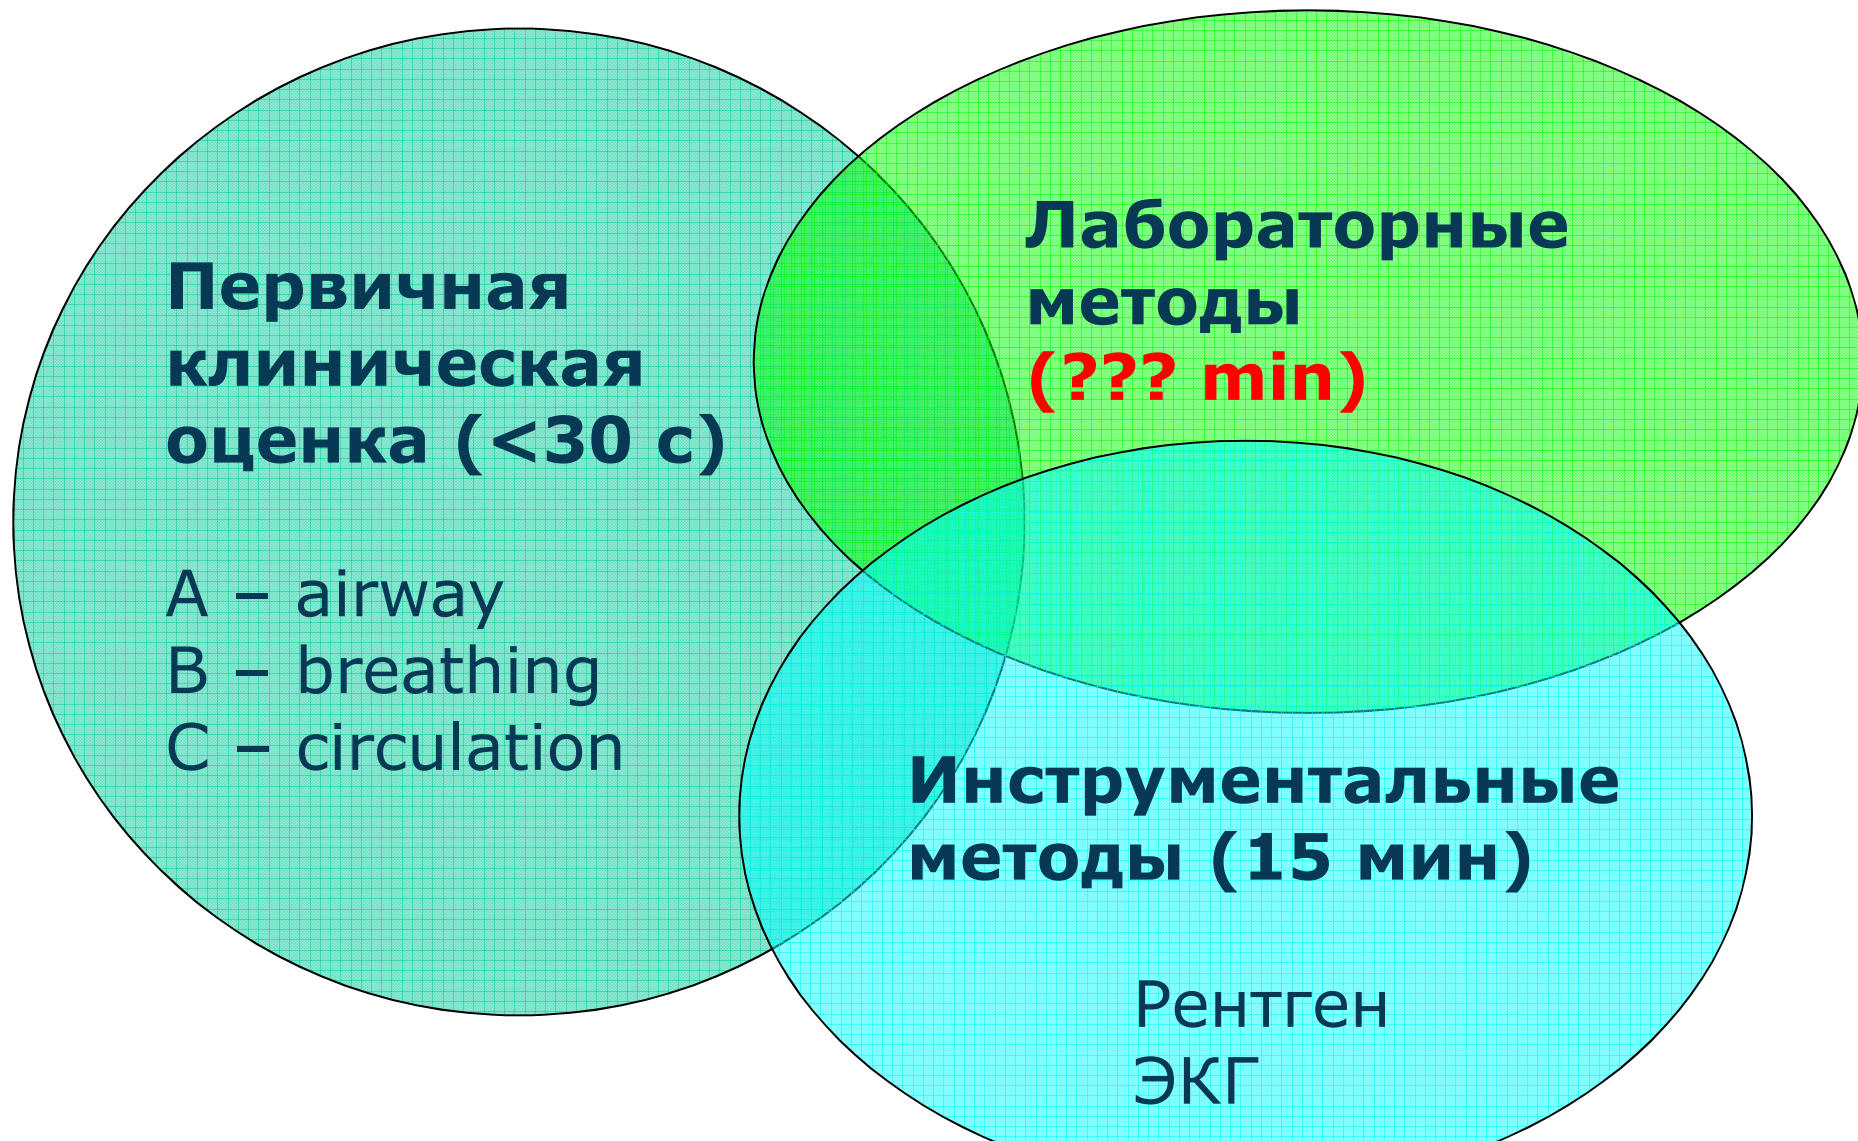 Первичная
клиническая
оценка (<30 с)
A – airway
B – breathing
C – circulation
Лабораторные
методы
(??? min)
Инструментальные
методы (15 мин)
Рентген
ЭКГ